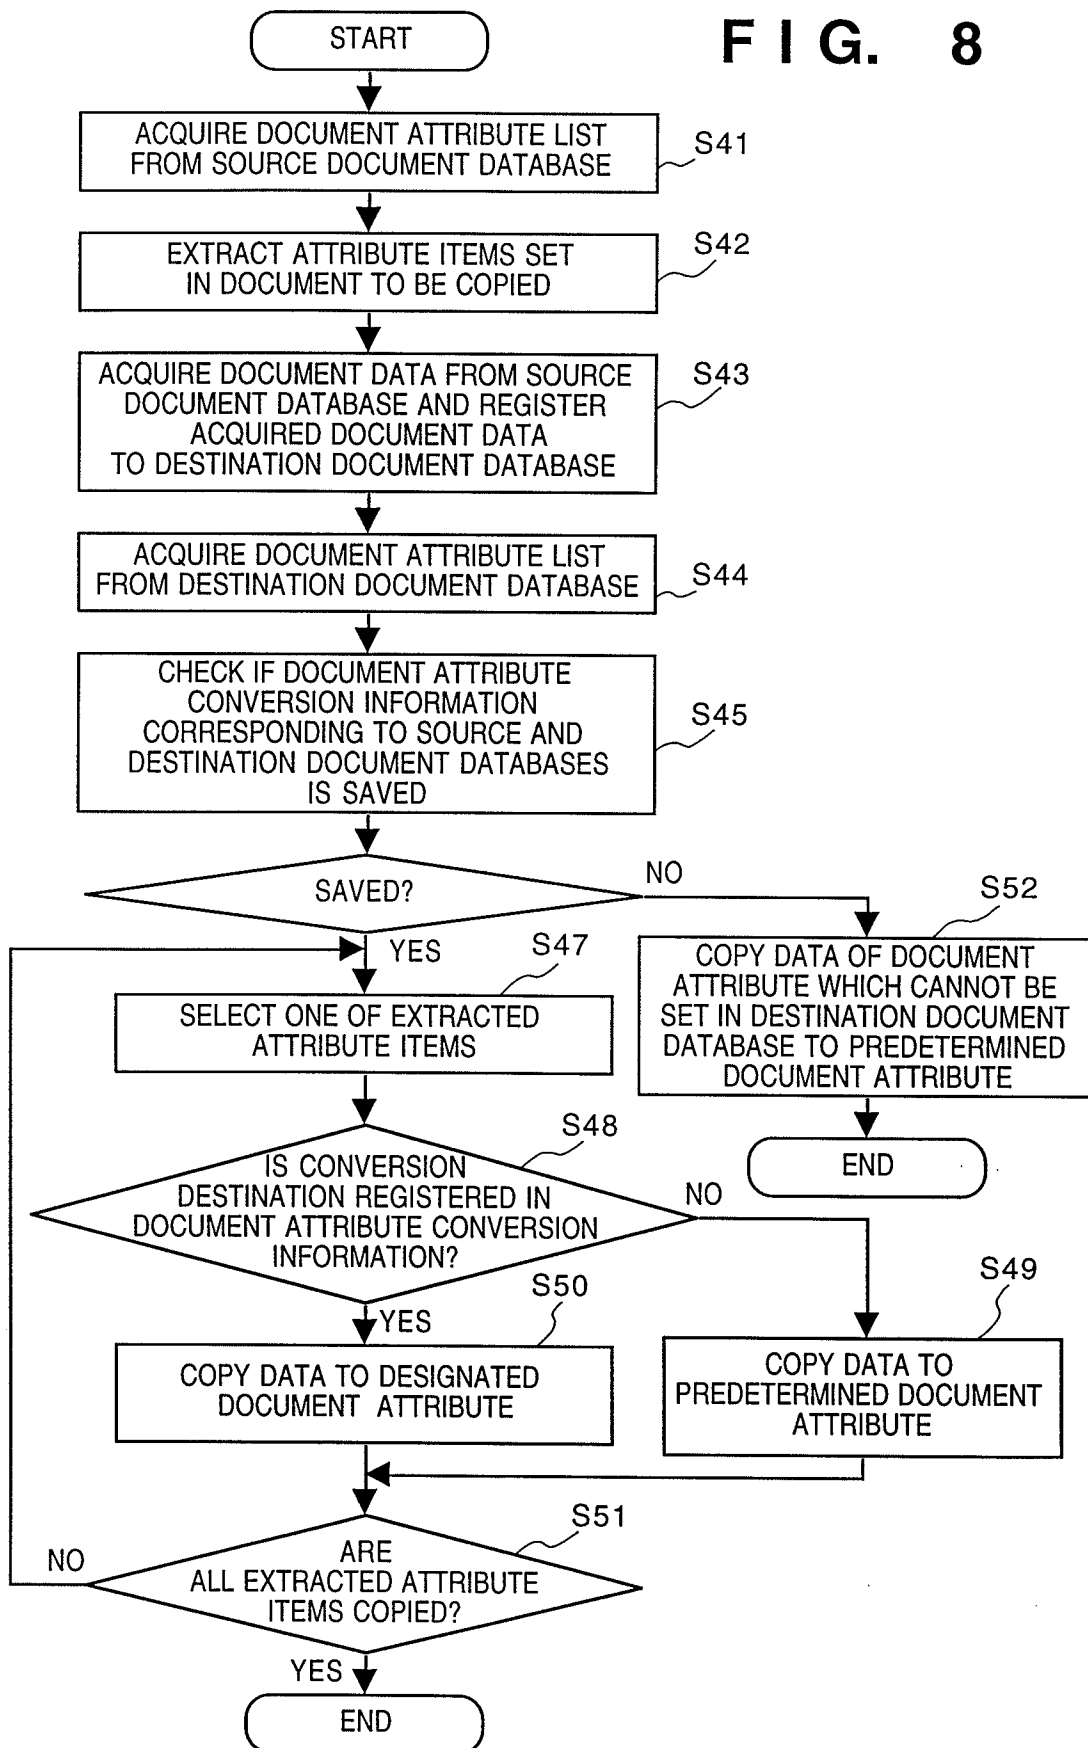 FIG. 8
START
ACQUIRE DOCUMENT ATTRIBUTE LIST
FROM SOURCE DOCUMENT DATABASE
S41
EXTRACT ATTRIBUTE ITEMS SET
IN DOCUMENT TO BE COPIED
S42
ACQUIRE DOCUMENT DATA FROM SOURCE
DOCUMENT DATABASE AND REGISTER
ACQUIRED DOCUMENT DATA
TO DESTINATION DOCUMENT DATABASE
S43
ACQUIRE DOCUMENT ATTRIBUTE LIST
FROM DESTINATION DOCUMENT DATABASE
S44
CHECK IF DOCUMENT ATTRIBUTE
CONVERSION INFORMATION
CORRESPONDING TO SOURCE AND
DESTINATION DOCUMENT DATABASES
IS SAVED
S45
SAVED?
NO
YES
S52
COPY DATA OF DOCUMENT
ATTRIBUTE WHICH CANNOT BE
SET IN DESTINATION DOCUMENT
DATABASE TO PREDETERMINED
DOCUMENT ATTRIBUTE
END
S47
SELECT ONE OF EXTRACTED
ATTRIBUTE ITEMS
S48
IS CONVERSION
DESTINATION REGISTERED IN
DOCUMENT ATTRIBUTE CONVERSION
INFORMATION?
NO
YES
S50
COPY DATA TO DESIGNATED
DOCUMENT ATTRIBUTE
S49
COPY DATA TO
PREDETERMINED DOCUMENT
ATTRIBUTE
S51
ARE
ALL EXTRACTED ATTRIBUTE
ITEMS COPIED?
NO
YES
END